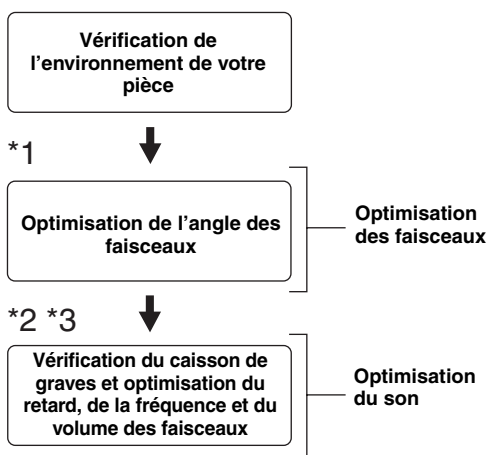 Vérification de
l'environnement de votre
pièce
*1
Optimisation de l'angle des
faisceaux
Optimisation
des faisceaux
*2 *3
Vérification du caisson de
graves et optimisation du
retard, de la fréquence et du
volume des faisceaux
Optimisation
du son